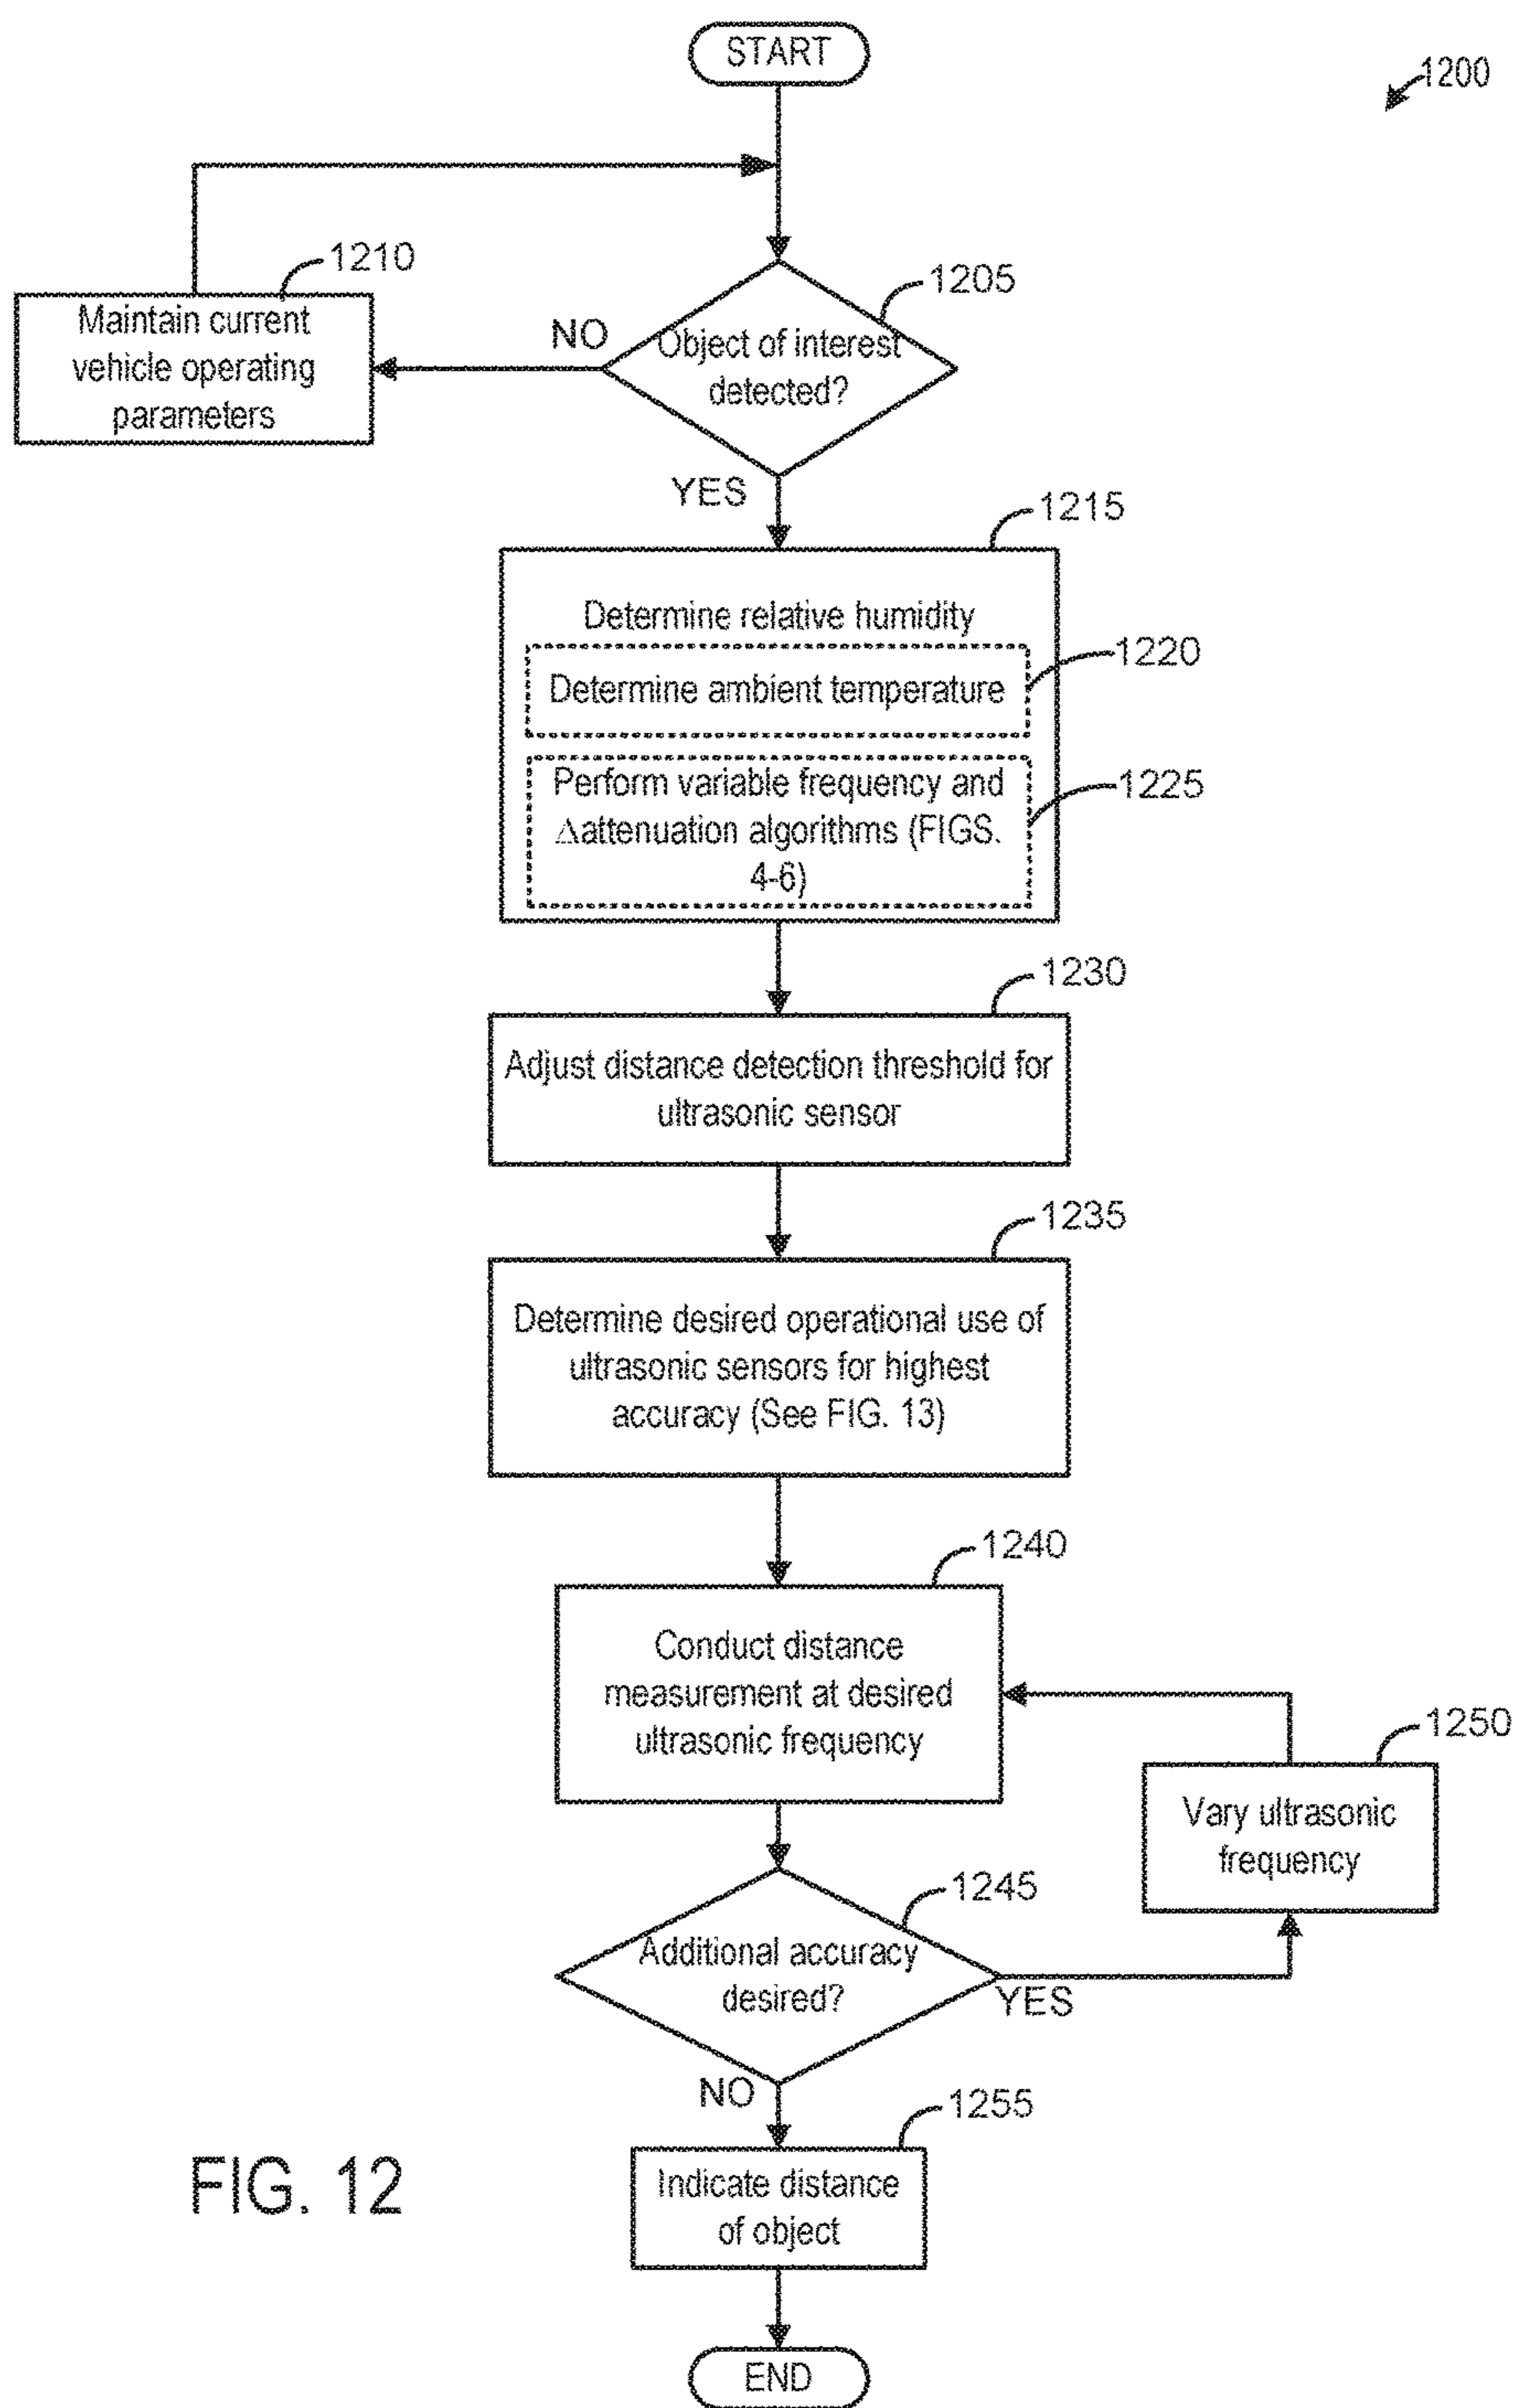 START
1200
1210
Maintain current
vehicle operating
parameters
NO
1205
Object of interest
detected?
YES
1215
Determine relative humidity
1220
Determine ambient temperature
1225
Perform variable frequency and
Δattenuation algorithms (FIGS.
4-6)
1230
Adjust distance detection threshold for
ultrasonic sensor
1235
Determine desired operational use of
ultrasonic sensors for highest
accuracy (See FIG. 13)
1240
Conduct distance
measurement at desired
ultrasonic frequency
1250
Vary ultrasonic
frequency
1245
Additional accuracy
desired?
YES
NO
1255
Indicate distance
of object
FIG. 12
END